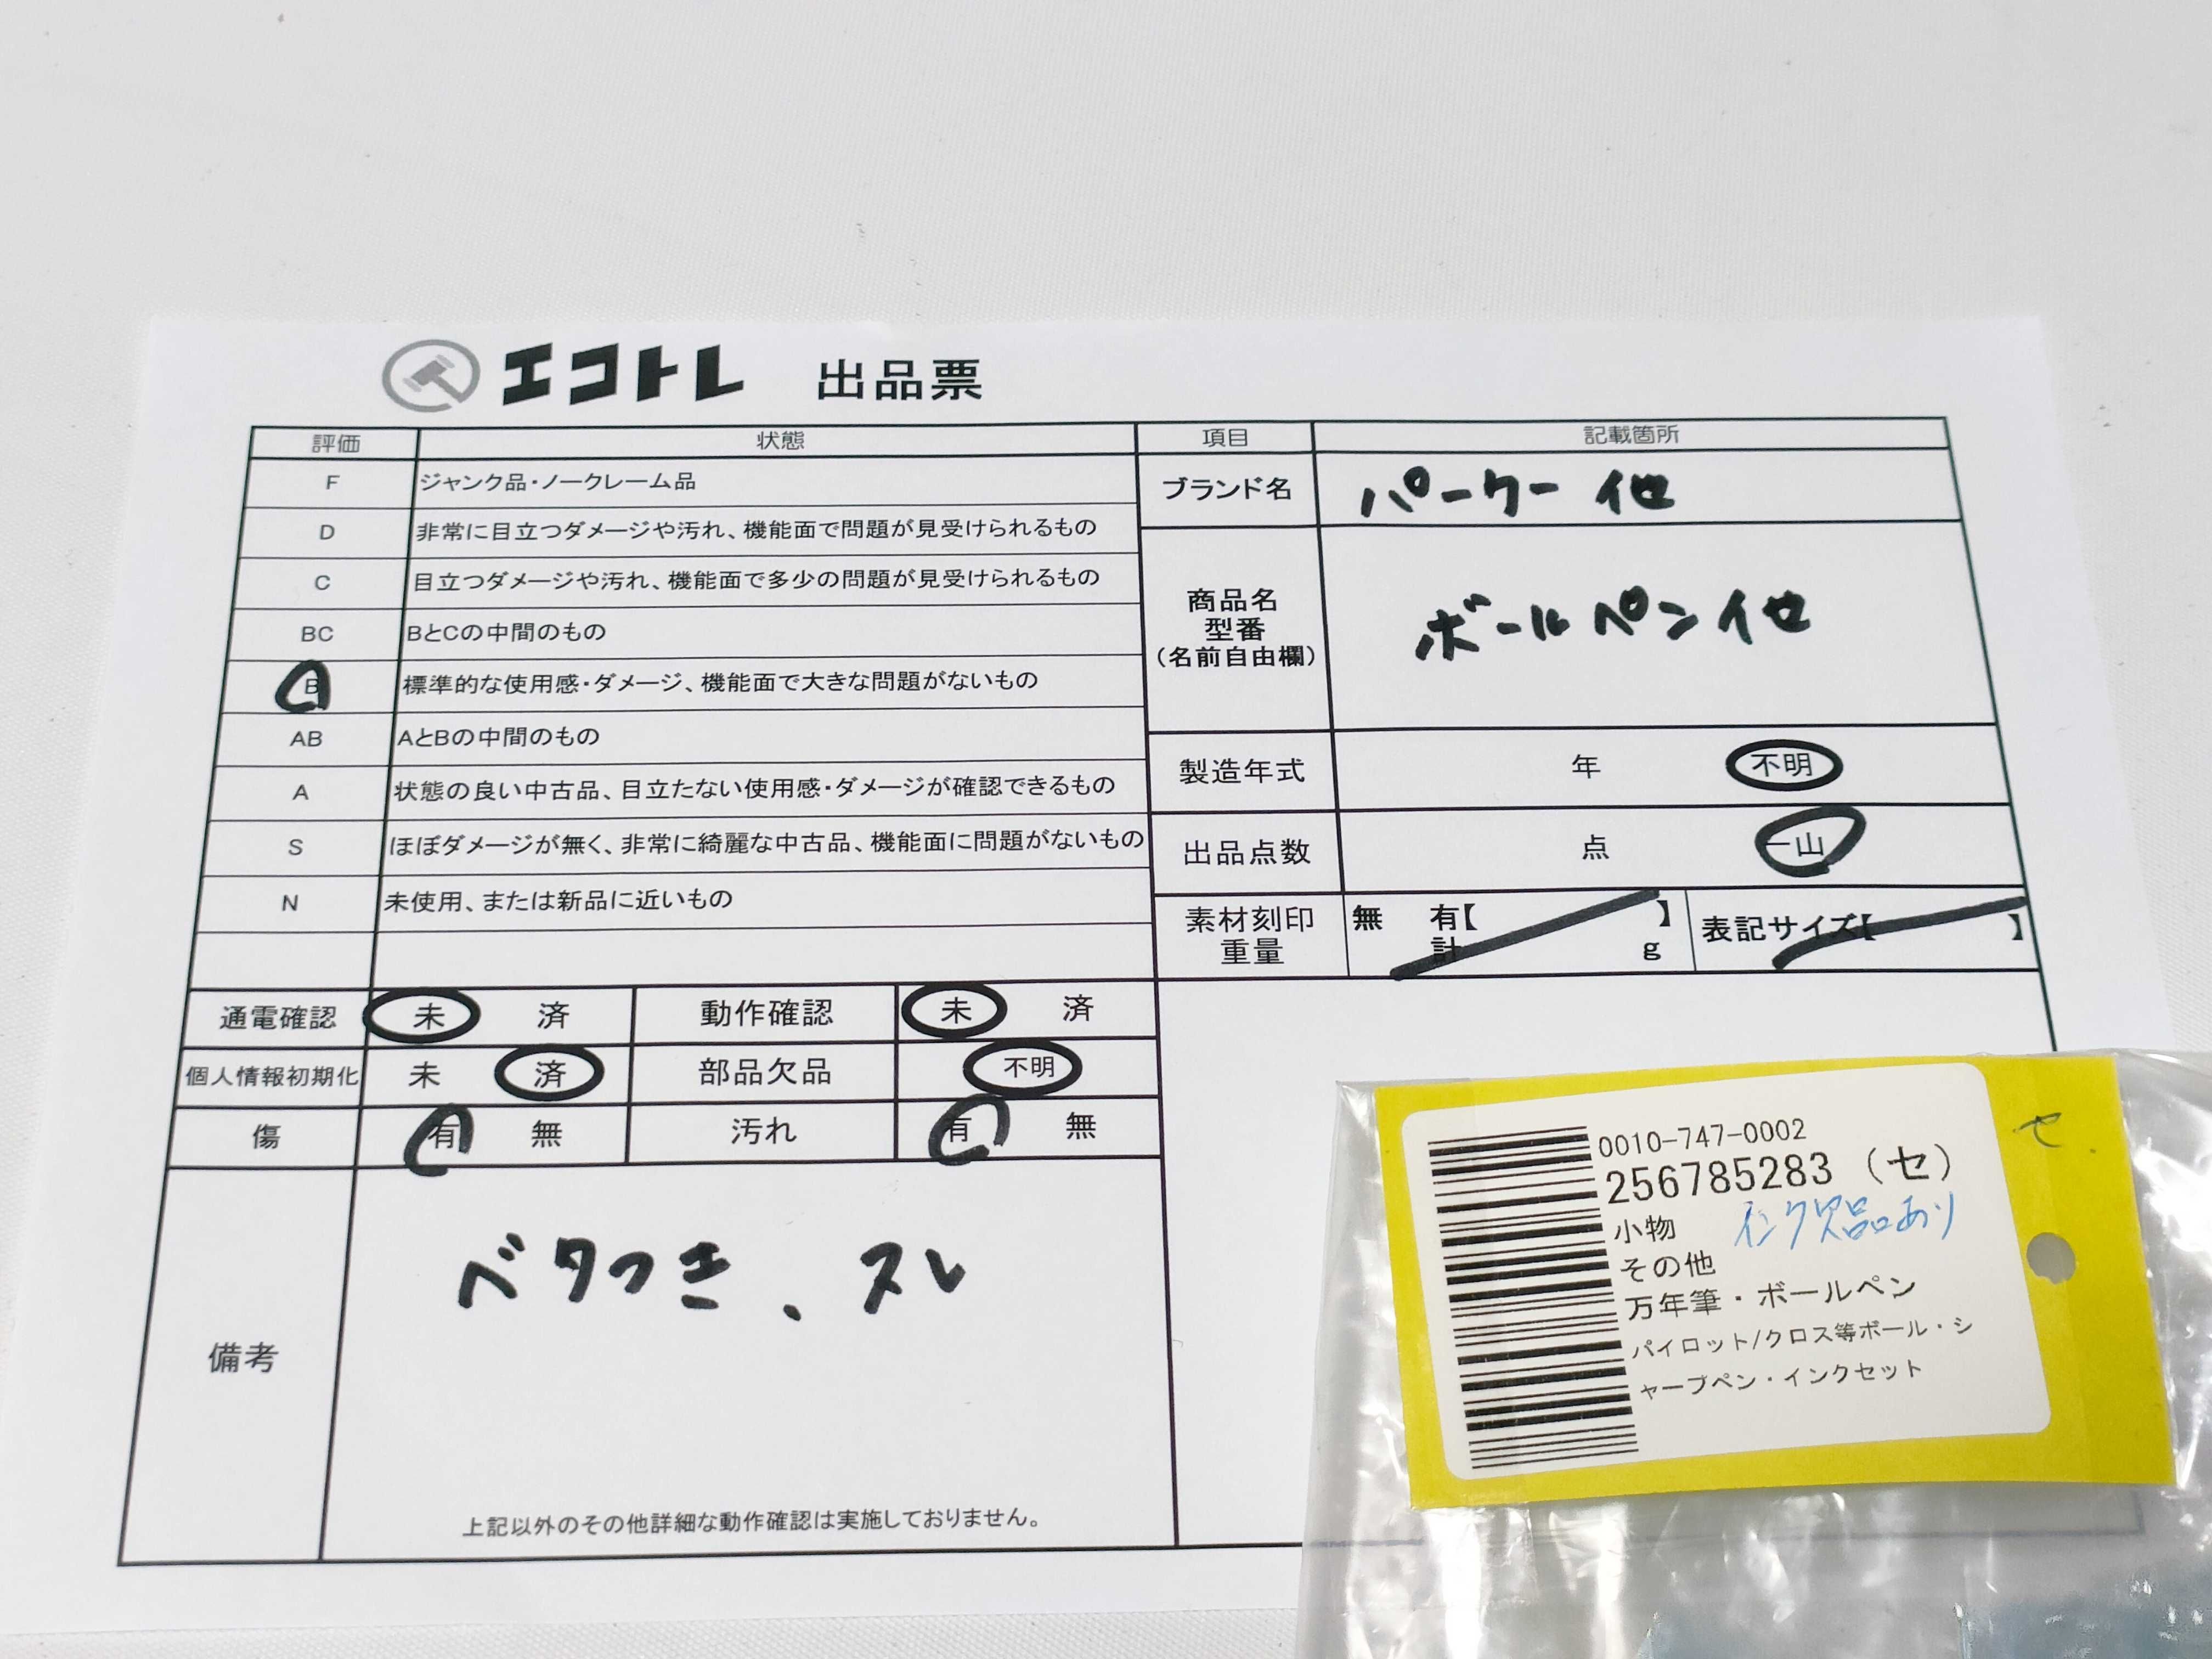 エコトレ 出品票
評価 状態
F ジャンク品・ノークレーム品
D 非常に目立つダメージや汚れ、機能面で問題が見受けられるもの
C 目立つダメージや汚れ、機能面で多少の問題が見受けられるもの
BC BとCの中間のもの
B 標準的な使用感・ダメージ、機能面で大きな問題がないもの
AB AとBの中間のもの
A 状態の良い中古品、目立たない使用感・ダメージが確認できるもの
S ほぼダメージが無く、非常に綺麗な中古品、機能面に問題がないもの
N 未使用、または新品に近いもの
項目 記載箇所
ブランド名 パーカー 他
商品名
型番
（名前自由欄）
ボールペン他
製造年式 年 不明
出品点数 点 一山
素材刻印 無 有【 】 表記サイズ【 】
重量 計 g
通電確認 未 済 動作確認 未 済
個人情報初期化 未 済 部品欠品 不明
傷 有 無 汚れ 有 無
備考
ベタつき、スレ
上記以外のその他詳細な動作確認は実施しておりません。
0010-747-0002
256785283（セ）
小物 インク欠品あり
その他
万年筆・ボールペン
パイロット/クロス等ボール・シ
ャープペン・インクセット
セ